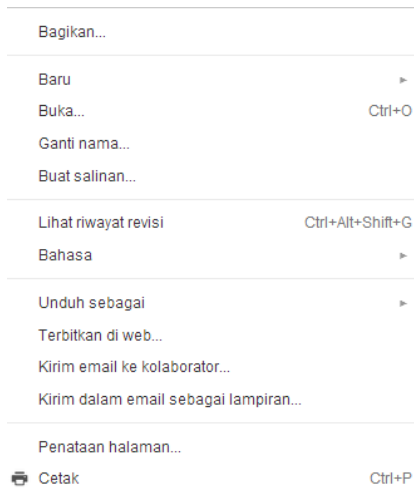 Bagikan...
Baru ►
Buka... Ctrl+O
Ganti nama...
Buat salinan...
Lihat riwayat revisi Ctrl+Alt+Shift+G
Bahasa ►
Unduh sebagai ►
Terbitkan di web...
Kirim email ke kolaborator...
Kirim dalam email sebagai lampiran...
Penataan halaman...
Cetak Ctrl+P